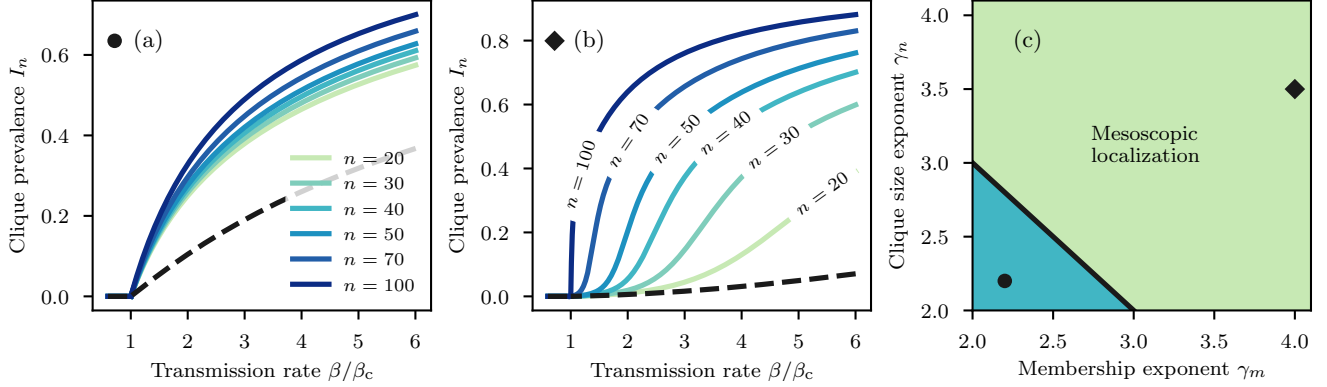 (a)
Clique prevalence Iₙ
0.6
0.4
0.2
0.0
n = 20
n = 30
n = 40
n = 50
n = 70
n = 100
1 2 3 4 5 6
Transmission rate β/β_c
(b)
Clique prevalence Iₙ
0.8
0.6
0.4
0.2
0.0
n = 100
n = 70
n = 50
n = 40
n = 30
n = 20
1 2 3 4 5 6
Transmission rate β/β_c
(c)
Clique size exponent γₙ
4.0
3.5
3.0
2.5
2.0
Mesoscopic
localization
2.0 2.5 3.0 3.5 4.0
Membership exponent γₘ